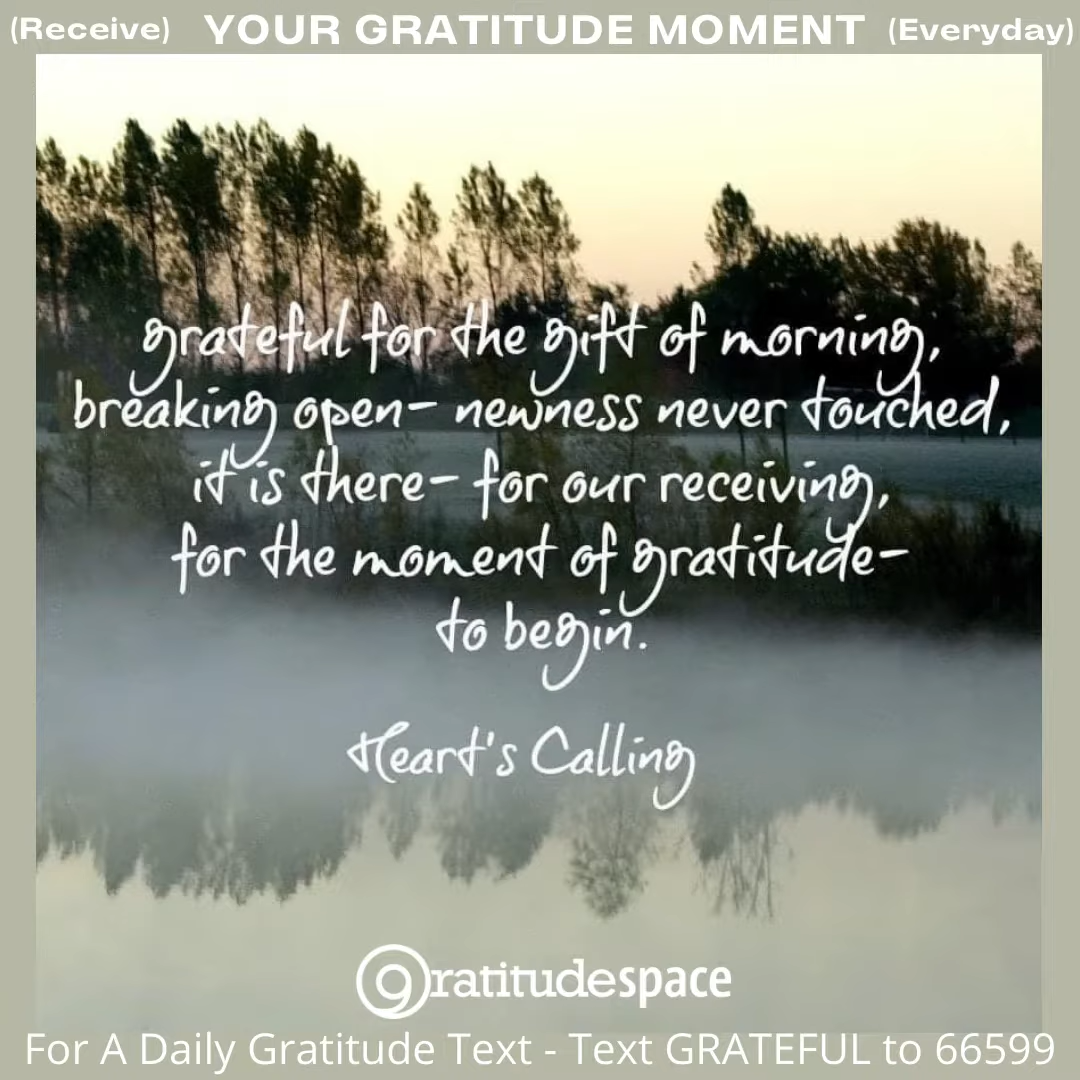 (Receive) YOUR GRATITUDE MOMENT (Everyday)
grateful for the gift of morning,
breaking open- newness never touched,
it is there- for our receiving,
for the moment of gratitude-
to begin.
Heart's Calling
gratitudespace
For A Daily Gratitude Text - Text GRATEFUL to 66599